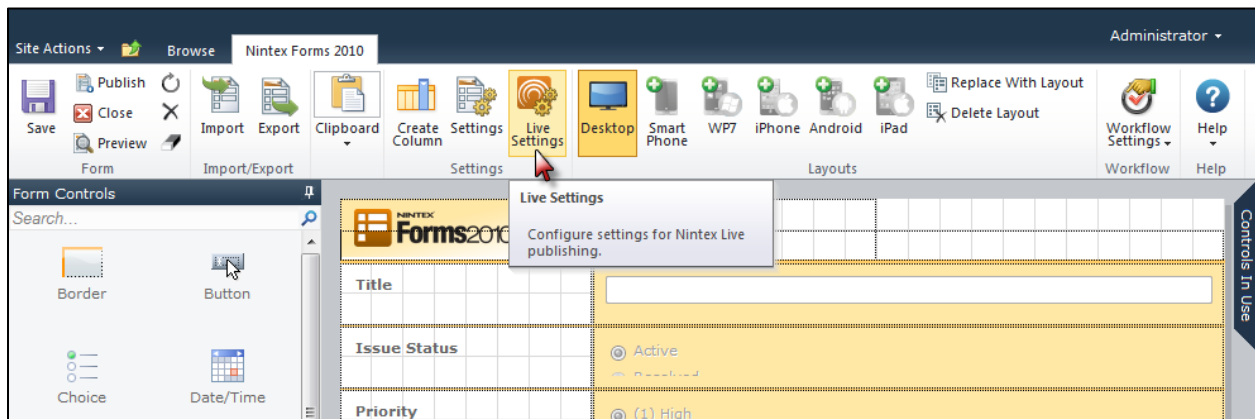 Administrator
Site Actions
Browse
Nintex Forms 2010
Save
Publish
Close
Preview
Import
Export
Clipboard
Create
Column
Settings
Live
Settings
Desktop
Smart
Phone
WP7
iPhone
Android
iPad
Replace With Layout
Delete Layout
Workflow
Settings
Help
Form
Import/Export
Settings
Layouts
Workflow
Help
Form Controls
Search...
Border
Button
Choice
Date/Time
NINTEX
Forms2010
Live Settings
Configure settings for Nintex Live
publishing.
Title
Issue Status
Active
Resolved
Priority
(1) High
Controls In Use